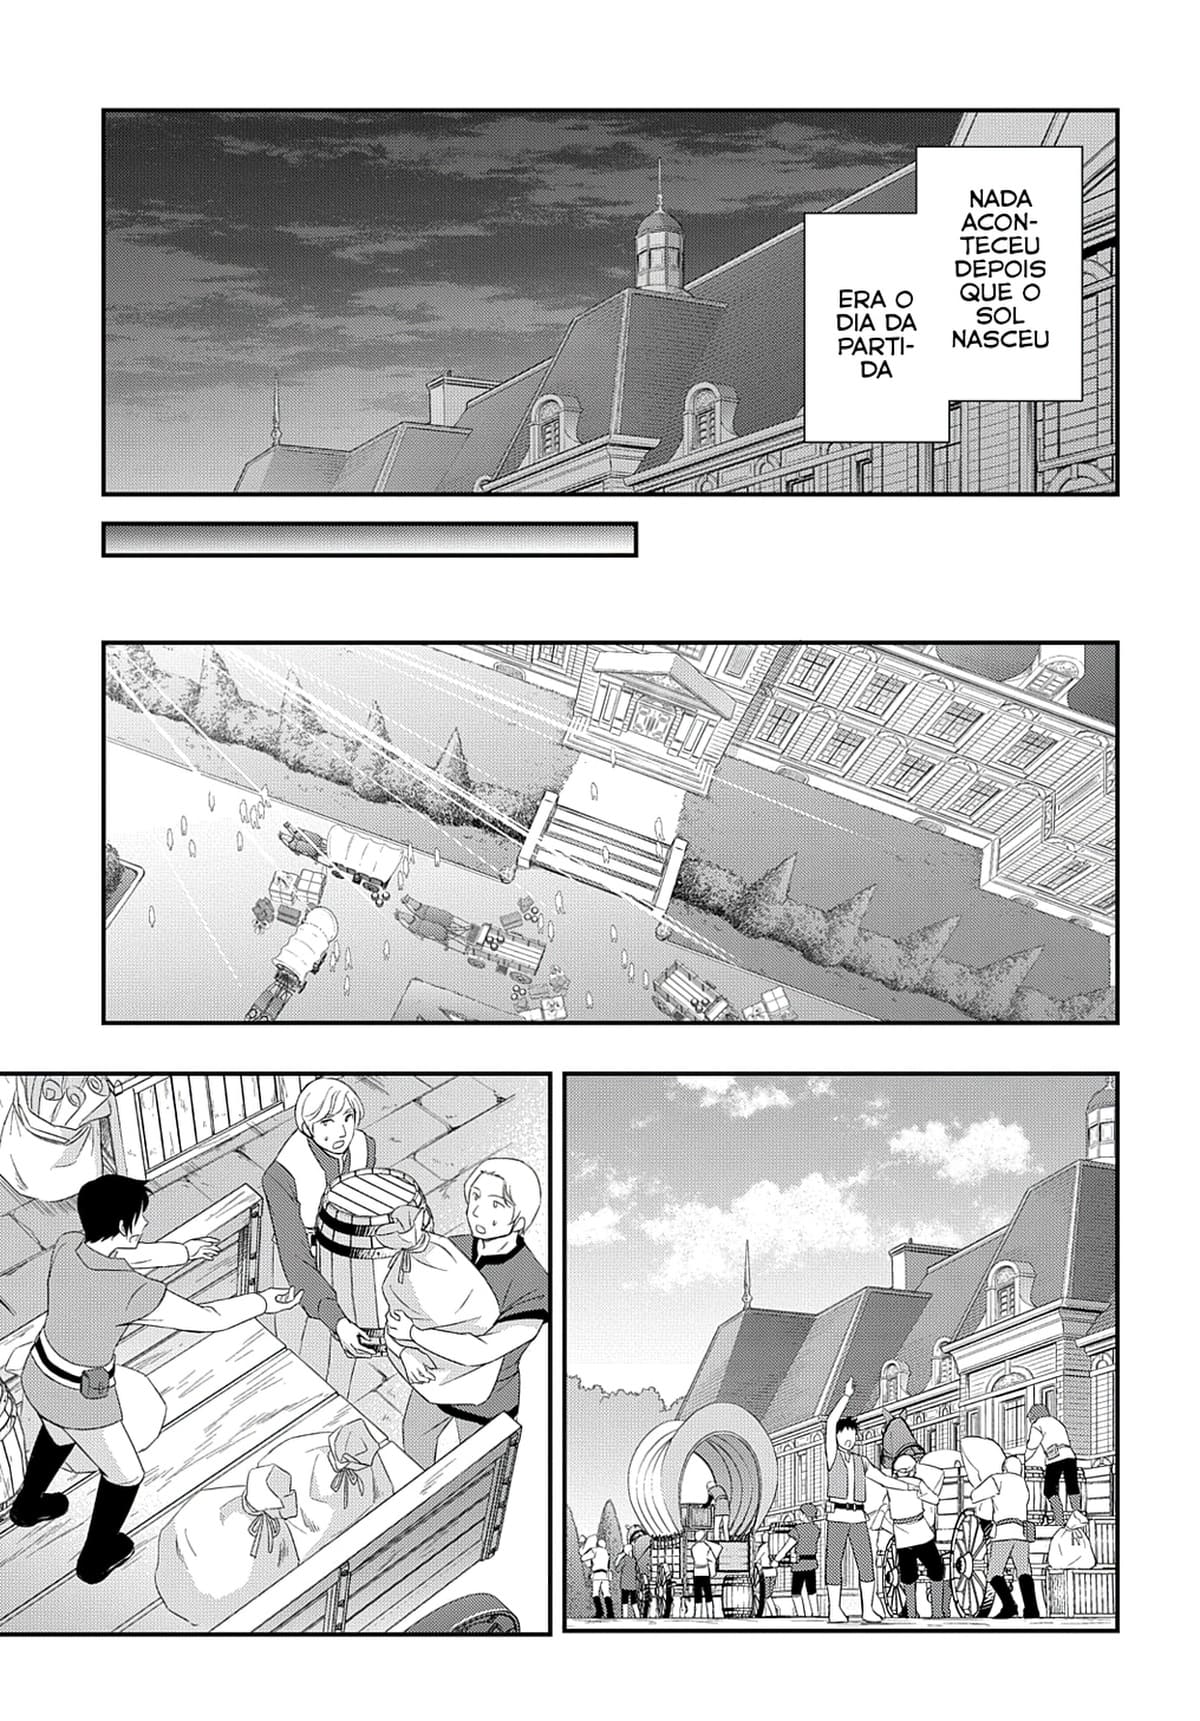 NADA
ACON-
TECEU
DEPOIS
QUE O
SOL
NASCEU
ERA O
DIA DA
PARTI-
DA